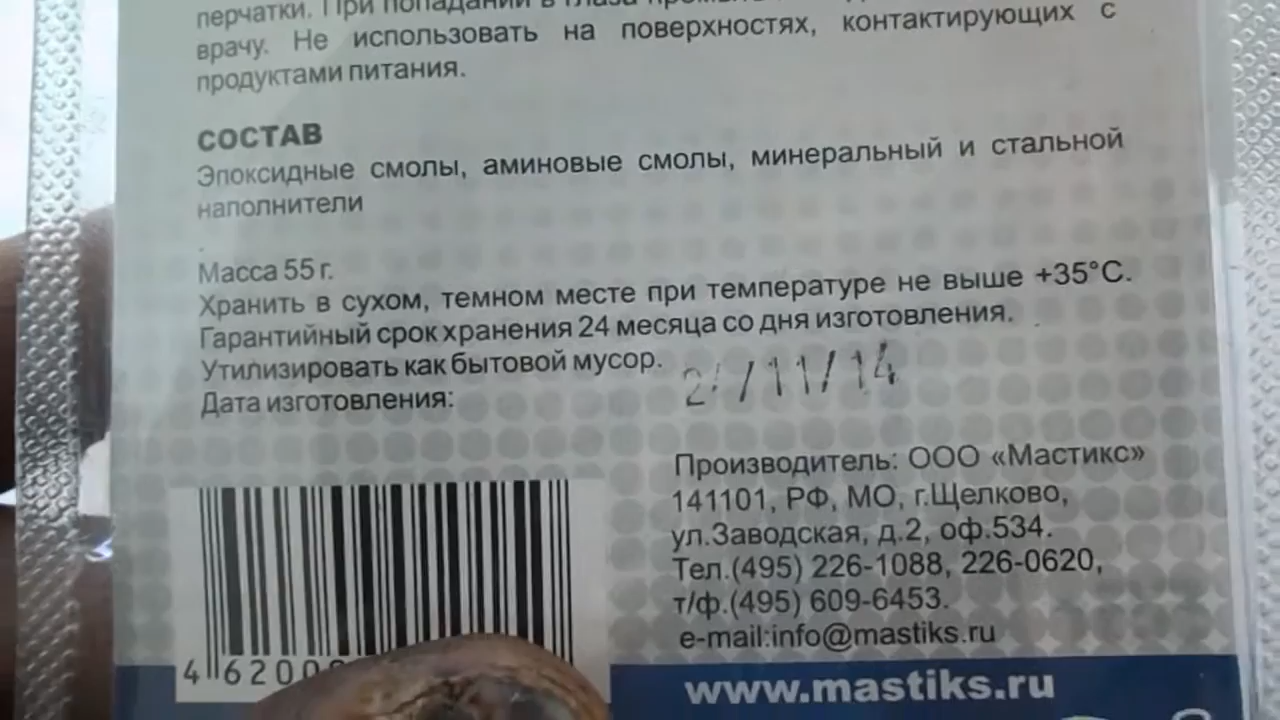 перчатки. При попадании в глаза
врачу. Не использовать на поверхностях, контактирующих с
продуктами питания.
СОСТАВ
Эпоксидные смолы, аминовые смолы, минеральный и стальной
наполнители
Масса 55 г.
Хранить в сухом, темном месте при температуре не выше +35°С.
Гарантийный срок хранения 24 месяца со дня изготовления.
Утилизировать как бытовой мусор.
Дата изготовления:
/11/14
Производитель: ООО «Мастикс»
141101, РФ, МО, г.Щелково,
ул.Заводская, д.2, оф.534.
Тел.(495) 226-1088, 226-0620,
т/ф.(495) 609-6453.
e-mail:info@mastiks.ru
4 6200
www.mastiks.ru